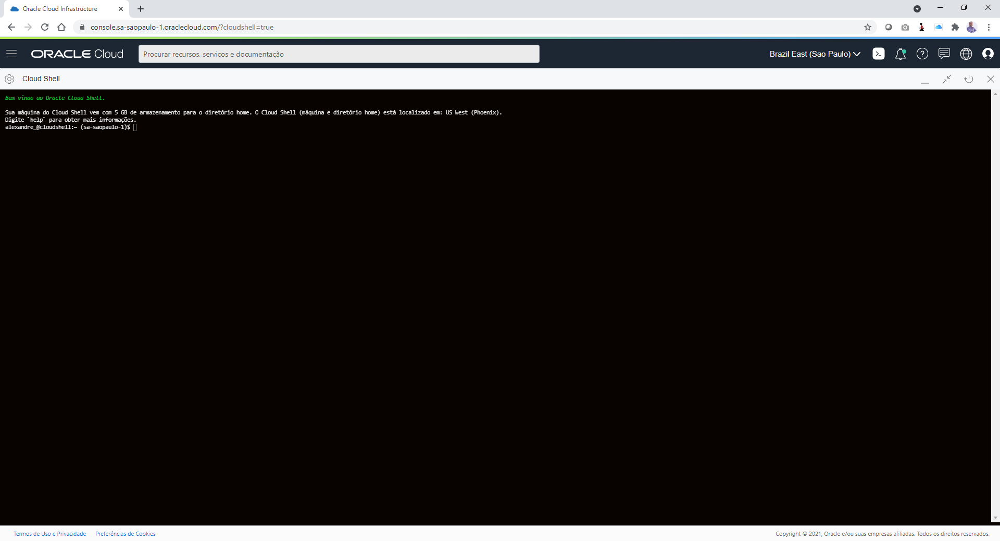 Oracle Cloud Infrastructure
console.sa-saopaulo-1.oraclecloud.com/?cloudshell=true
ORACLE Cloud
Procurar recursos, serviços e documentação
Brazil East (Sao Paulo)
Cloud Shell
Bem-vindo ao Oracle Cloud Shell.
Sua máquina do Cloud Shell vem com 5 GB de armazenamento para o diretório home. O Cloud Shell (máquina e diretório home) está localizado em: US West (Phoenix).
Digite `help` para obter mais informações.
alexandre_@cloudshell:~ (sa-saopaulo-1)$
Termos de Uso e Privacidade
Preferências de Cookies
Copyright © 2021, Oracle e/ou suas empresas afiliadas. Todos os direitos reservados.